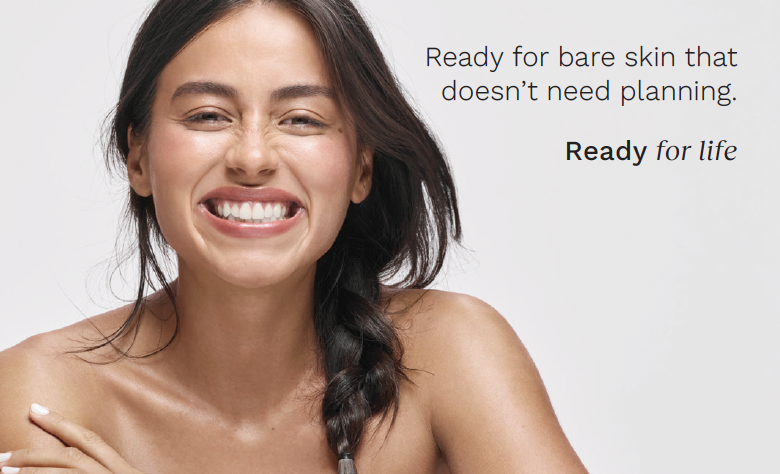 Ready for bare skin that
doesn’t need planning.
Ready for life